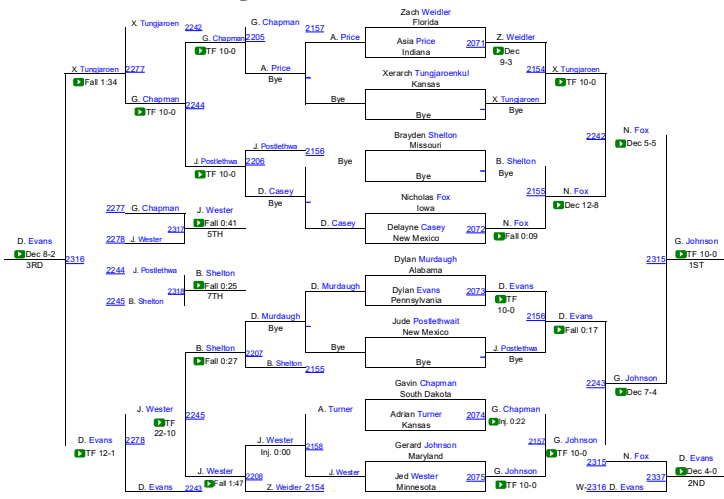 Zach Weidler
Florida
Asia Price
Indiana
2071
Xerarch Tungjaroenkul
Kansas
Bye
Brayden Shelton
Missouri
Bye
Nicholas Fox
Iowa
Delayne Casey
New Mexico
2072
Dylan Murdaugh
Alabama
Dylan Evans
Pennsylvania
2073
Jude Postlethwait
New Mexico
Bye
Gavin Chapman
South Dakota
Adrian Turner
Kansas
2074
Gerard Johnson
Maryland
Jed Wester
Minnesota
2075
Z. Weidler
Dec
9-3
X. Tungjaroen
Bye
B. Shelton
Bye
N. Fox
Fall 0:09
D. Evans
TF
10-0
J. Postlethwa
Bye
G. Chapman
Inj. 0:22
G. Johnson
TF 10-0
2154
X. Tungjaroen
TF 10-0
2155
N. Fox
Dec 12-8
2156
D. Evans
Fall 0:17
2157
G. Johnson
TF 10-0
2242
N. Fox
Dec 5-5
2243
G. Johnson
Dec 7-4
2315
G. Johnson
TF 10-0
1ST
2315
N. Fox
W-2316 D. Evans
2337
D. Evans
Dec 4-0
2ND
A. Price
Bye
Bye
D. Casey
D. Murdaugh
Bye
A. Turner
J. Wester
G. Chapman
2157
A. Price
Bye
J. Postlethwa
2156
D. Casey
Bye
D. Murdaugh
Bye
B. Shelton
2155
J. Wester
Inj. 0:00
2158
Z. Weidler 2154
X. Tungjaroen
2242
G. Chapman
2205
TF 10-0
J. Postlethwa
2206
TF 10-0
B. Shelton
Fall 0:27
2207
J. Wester
Fall 1:47
2208
X. Tungjaroen
2277
Fall 1:34
G. Chapman
TF 10-0
2244
J. Wester
TF
22-10
2245
D. Evans
2243
D. Evans
TF 12-1
2278
D. Evans
Dec 8-2
3RD
2316
2277 G. Chapman
2278 J. Wester
2317
J. Wester
Fall 0:41
5TH
2244 J. Postlethwa
2245 B. Shelton
2318
B. Shelton
Fall 0:25
7TH